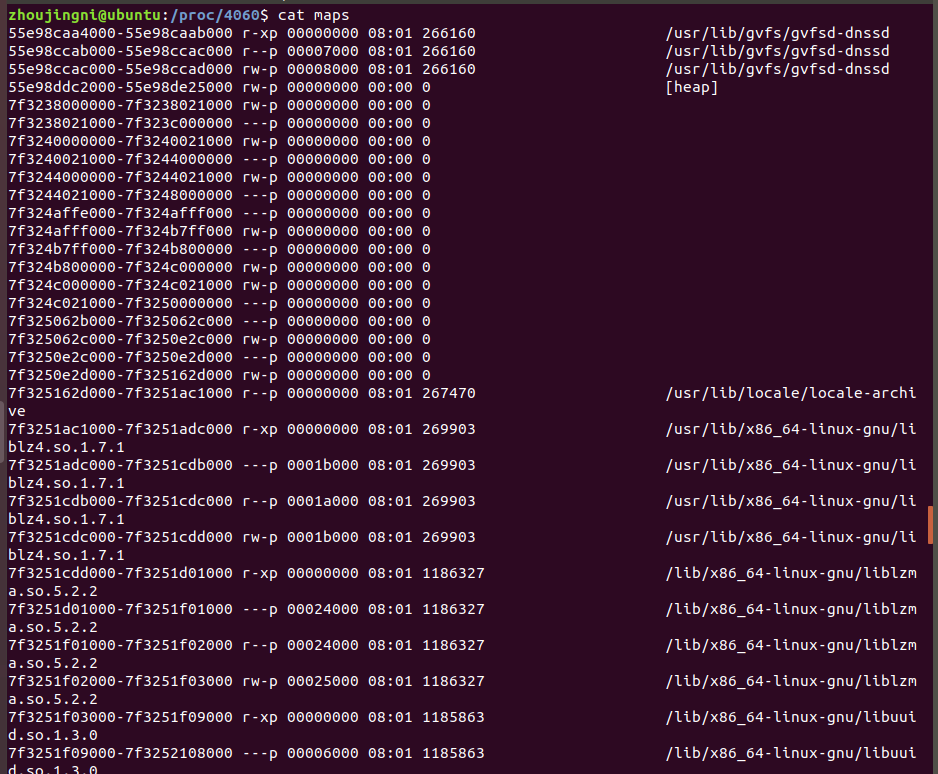 zhoujingni@ubuntu:/proc/4060$ cat maps
55e98caa4000-55e98caab000 r-xp 00000000 08:01 266160 /usr/lib/gvfs/gvfsd-dnssd
55e98ccab000-55e98ccac000 r--p 00007000 08:01 266160 /usr/lib/gvfs/gvfsd-dnssd
55e98ccac000-55e98ccad000 rw-p 00008000 08:01 266160 /usr/lib/gvfs/gvfsd-dnssd
55e98ddc2000-55e98de25000 rw-p 00000000 00:00 0 [heap]
7f3238000000-7f3238021000 rw-p 00000000 00:00 0
7f3238021000-7f323c000000 ---p 00000000 00:00 0
7f3240000000-7f3240021000 rw-p 00000000 00:00 0
7f3240021000-7f3244000000 ---p 00000000 00:00 0
7f3244000000-7f3244021000 rw-p 00000000 00:00 0
7f3244021000-7f3248000000 ---p 00000000 00:00 0
7f324affe000-7f324afff000 ---p 00000000 00:00 0
7f324afff000-7f324b7ff000 rw-p 00000000 00:00 0
7f324b7ff000-7f324b800000 ---p 00000000 00:00 0
7f324b800000-7f324c000000 rw-p 00000000 00:00 0
7f324c000000-7f324c021000 rw-p 00000000 00:00 0
7f324c021000-7f3250000000 ---p 00000000 00:00 0
7f325062b000-7f325062c000 ---p 00000000 00:00 0
7f325062c000-7f3250e2c000 rw-p 00000000 00:00 0
7f3250e2c000-7f3250e2d000 ---p 00000000 00:00 0
7f3250e2d000-7f325162d000 rw-p 00000000 00:00 0
7f325162d000-7f3251ac1000 r--p 00000000 08:01 267470 /usr/lib/locale/locale-archi
ve
7f3251ac1000-7f3251adc000 r-xp 00000000 08:01 269903 /usr/lib/x86_64-linux-gnu/li
blz4.so.1.7.1
7f3251adc000-7f3251cdb000 ---p 0001b000 08:01 269903 /usr/lib/x86_64-linux-gnu/li
blz4.so.1.7.1
7f3251cdb000-7f3251cdc000 r--p 0001a000 08:01 269903 /usr/lib/x86_64-linux-gnu/li
blz4.so.1.7.1
7f3251cdc000-7f3251cdd000 rw-p 0001b000 08:01 269903 /usr/lib/x86_64-linux-gnu/li
blz4.so.1.7.1
7f3251cdd000-7f3251d01000 r-xp 00000000 08:01 1186327 /lib/x86_64-linux-gnu/liblzm
a.so.5.2.2
7f3251d01000-7f3251f01000 ---p 00024000 08:01 1186327 /lib/x86_64-linux-gnu/liblzm
a.so.5.2.2
7f3251f01000-7f3251f02000 r--p 00024000 08:01 1186327 /lib/x86_64-linux-gnu/liblzm
a.so.5.2.2
7f3251f02000-7f3251f03000 rw-p 00025000 08:01 1186327 /lib/x86_64-linux-gnu/liblzm
a.so.5.2.2
7f3251f03000-7f3251f09000 r-xp 00000000 08:01 1185863 /lib/x86_64-linux-gnu/libuui
d.so.1.3.0
7f3251f09000-7f3252108000 ---p 00006000 08:01 1185863 /lib/x86_64-linux-gnu/libuui
d.so.1.3.0